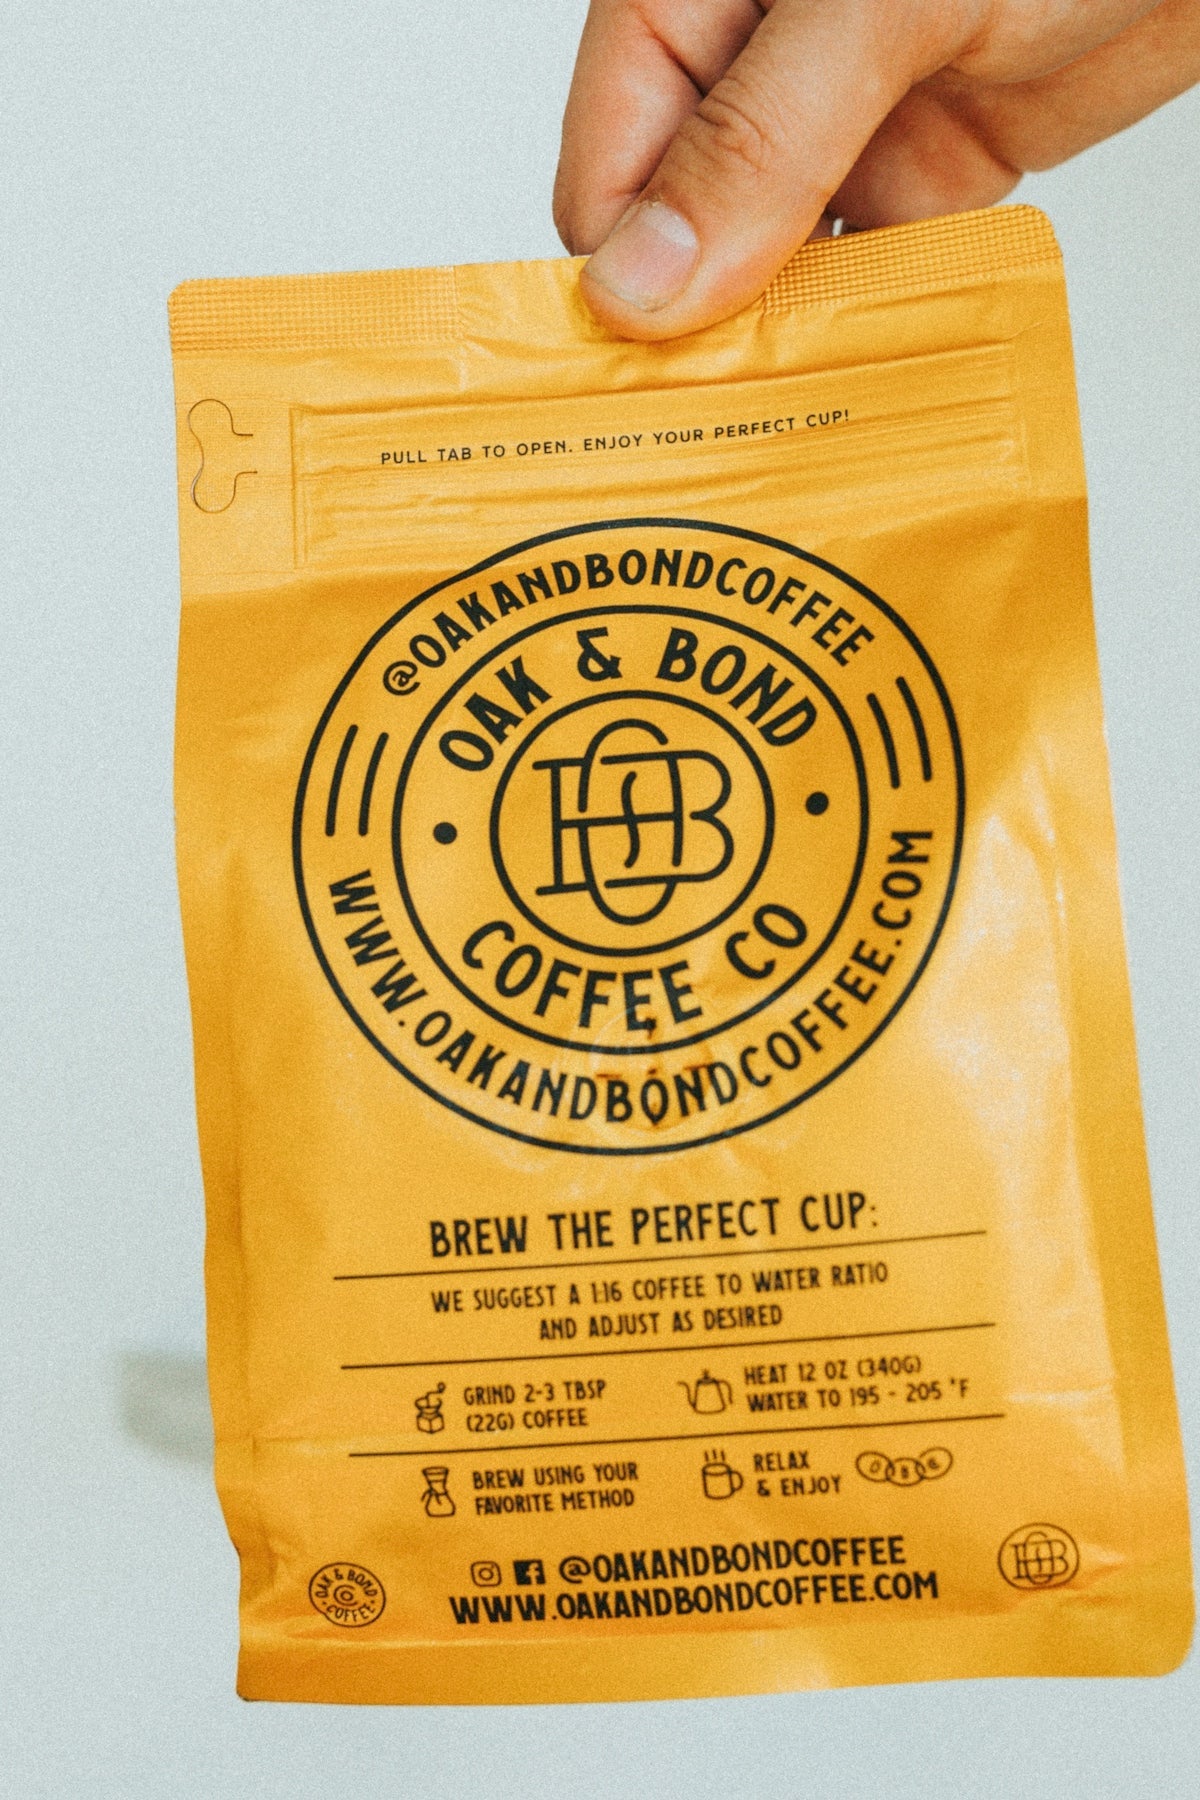 PULL TAB TO OPEN. ENJOY YOUR PERFECT CUP!
@OAKANDBONDCOFFEE
OAK & BOND
COFFEE CO
WWW.OAKANDBONDCOFFEE.COM
BREW THE PERFECT CUP:
WE SUGGEST A 1:16 COFFEE TO WATER RATIO
AND ADJUST AS DESIRED
GRIND 2-3 TBSP
(22G) COFFEE
HEAT 12 OZ (340G)
WATER TO 195 - 205 °F
BREW USING YOUR
FAVORITE METHOD
RELAX
& ENJOY
@OAKANDBONDCOFFEE
WWW.OAKANDBONDCOFFEE.COM
OAK & BOND
COFFEE